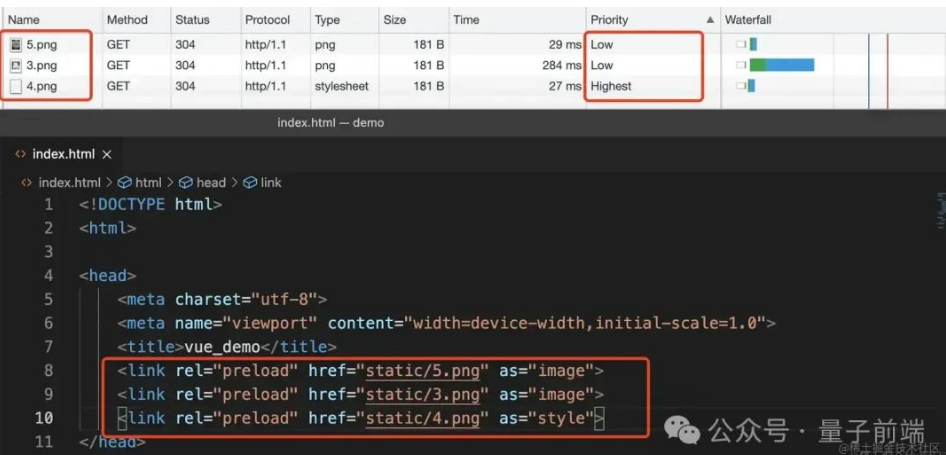 Name Method Status Protocol Type Size Time Priority Waterfall
5.png GET 304 http/1.1 png 181 B 29 ms Low
3.png GET 304 http/1.1 png 181 B 284 ms Low
4.png GET 304 http/1.1 stylesheet 181 B 27 ms Highest
index.html — demo
index.html
index.html > html > head > link
1 <!DOCTYPE html>
2 <html>
3
4 <head>
5 <meta charset="utf-8">
6 <meta name="viewport" content="width=device-width,initial-scale=1.0">
7 <title>vue_demo</title>
8 <link rel="preload" href="static/5.png" as="image">
9 <link rel="preload" href="static/3.png" as="image">
10 <link rel="preload" href="static/4.png" as="style">
11 </head>
公众号 · 量子前端
@稀土掘金技术社区